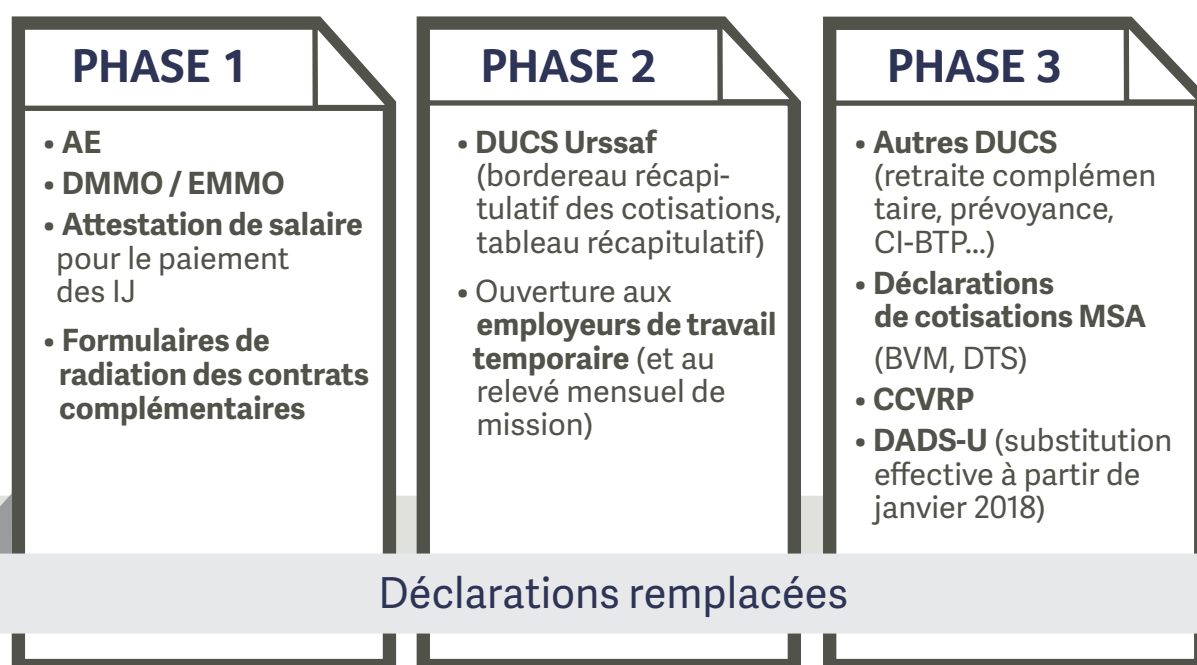 PHASE 1
• AE
• DMMO / EMMO
• Attestation de salaire
pour le paiement
des IJ
• Formulaires de
radiation des contrats
complémentaires
PHASE 2
• DUCS Urssaf
(bordereau récapi-
tulatif des cotisations,
tableau récapitulatif)
• Ouverture aux
employeurs de travail
temporaire (et au
relevé mensuel de
mission)
PHASE 3
• Autres DUCS
(retraite complémen
taire, prévoyance,
CI-BTP...)
• Déclarations
de cotisations MSA
(BVM, DTS)
• CCVRP
• DADS-U (substitution
effective à partir de
janvier 2018)
Déclarations remplacées